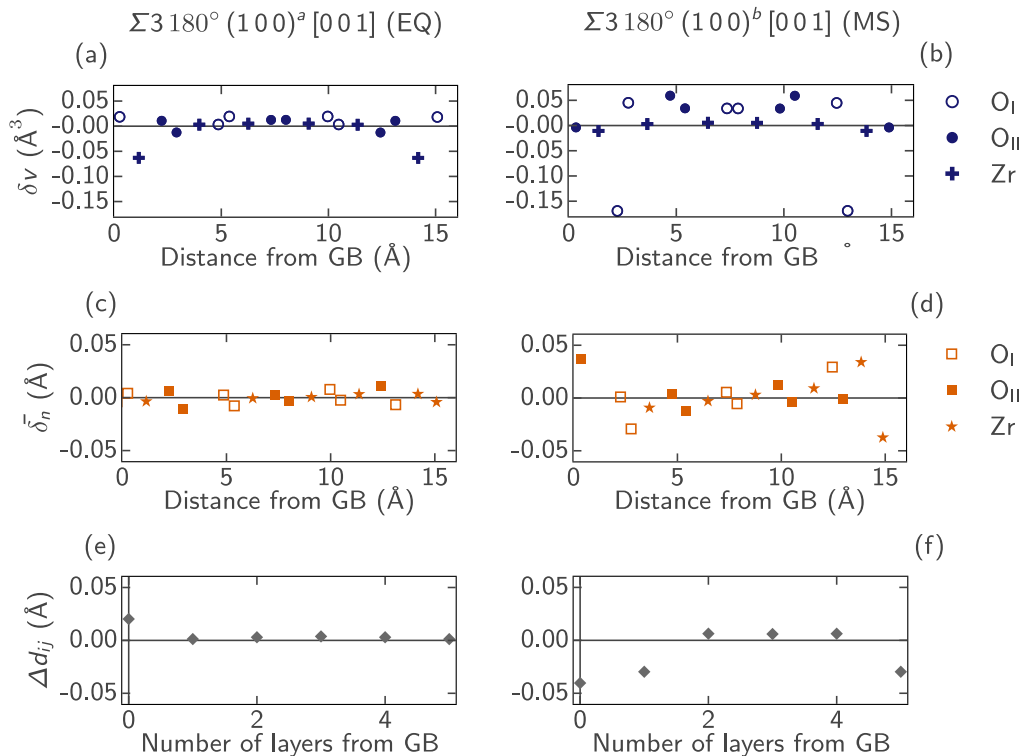 Σ3 180° (1 0 0)ᵃ [0 0 1] (EQ)
Σ3 180° (1 0 0)ᵇ [0 0 1] (MS)
(a)
(b)
0.05
-0.00
-0.05
-0.10
-0.15
δv (Å³)
0 5 10 15
Distance from GB (Å)
0.05
-0.00
-0.05
-0.10
-0.15
0 5 10 15
Distance from GB °
O_I
O_II
Zr
(c)
(d)
0.05
0.00
-0.05
δ̄ₙ (Å)
0 5 10 15
Distance from GB (Å)
0.05
0.00
-0.05
0 5 10 15
Distance from GB (Å)
O_I
O_II
Zr
(e)
(f)
0.05
0.00
-0.05
Δd_ij (Å)
0 2 4
Number of layers from GB
0.05
0.00
-0.05
0 2 4
Number of layers from GB